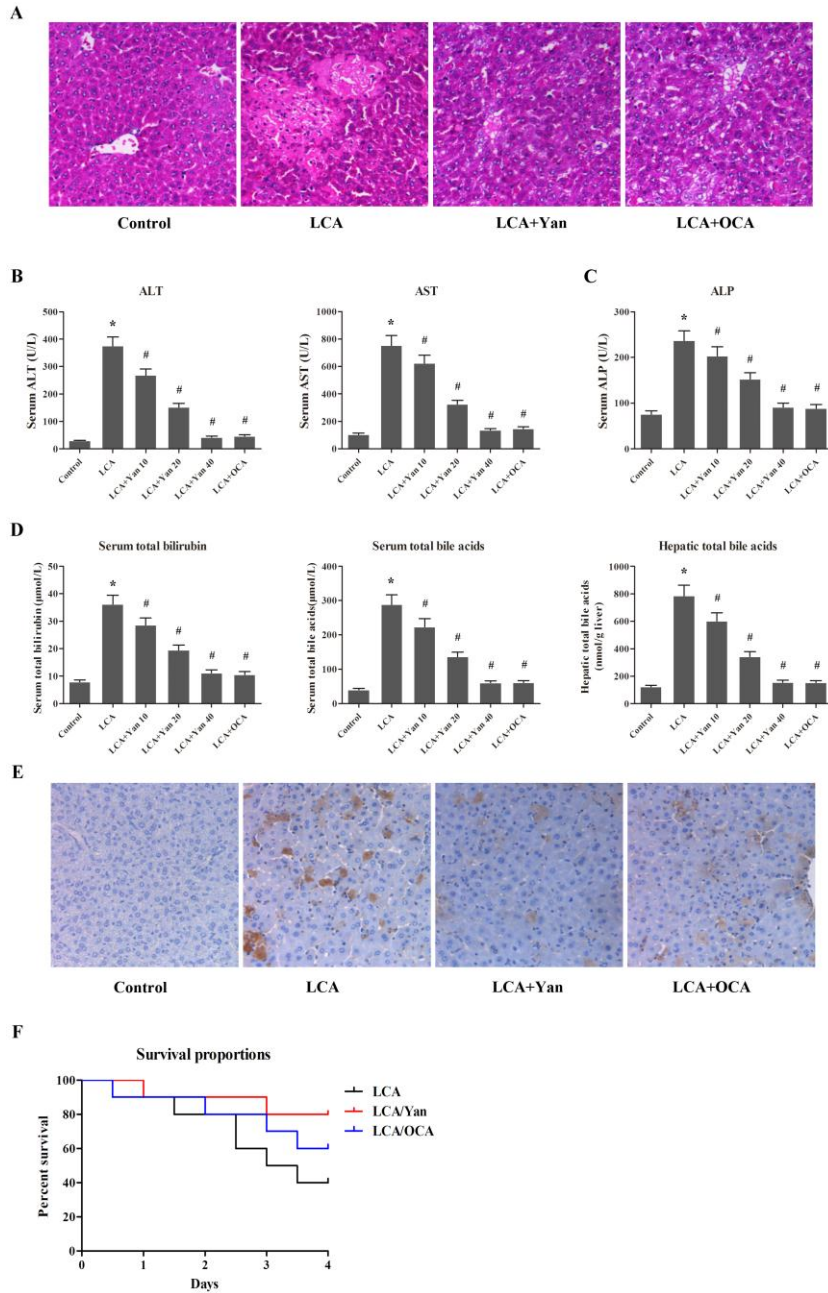 A
Control LCA LCA+Yan LCA+OCA
B
ALT
Serum ALT (U/L)
500
400
300
200
100
0
*
#
#
#
#
Control
LCA
LCA+Yan 10
LCA+Yan 20
LCA+Yan 40
LCA+OCA
AST
Serum AST (U/L)
1000
800
600
400
200
0
*
#
#
#
#
Control
LCA
LCA+Yan 10
LCA+Yan 20
LCA+Yan 40
LCA+OCA
C
ALP
Serum ALP (U/L)
300
200
100
0
*
#
#
#
#
Control
LCA
LCA+Yan 10
LCA+Yan 20
LCA+Yan 40
LCA+OCA
D
Serum total bilirubin
Serum total bilirubin (μmol/L)
50
40
30
20
10
0
*
#
#
#
#
Control
LCA
LCA+Yan 10
LCA+Yan 20
LCA+Yan 40
LCA+OCA
Serum total bile acids
Serum total bile acids(μmol/L)
400
300
200
100
0
*
#
#
#
#
Control
LCA
LCA+Yan 10
LCA+Yan 20
LCA+Yan 40
LCA+OCA
Hepatic total bile acids
Hepatic total bile acids
(nmol/g liver)
1000
800
600
400
200
0
*
#
#
#
#
Control
LCA
LCA+Yan 10
LCA+Yan 20
LCA+Yan 40
LCA+OCA
E
Control LCA LCA+Yan LCA+OCA
F
Survival proportions
Percent survival
100
80
60
40
20
0
0 1 2 3 4
Days
LCA
LCA/Yan
LCA/OCA